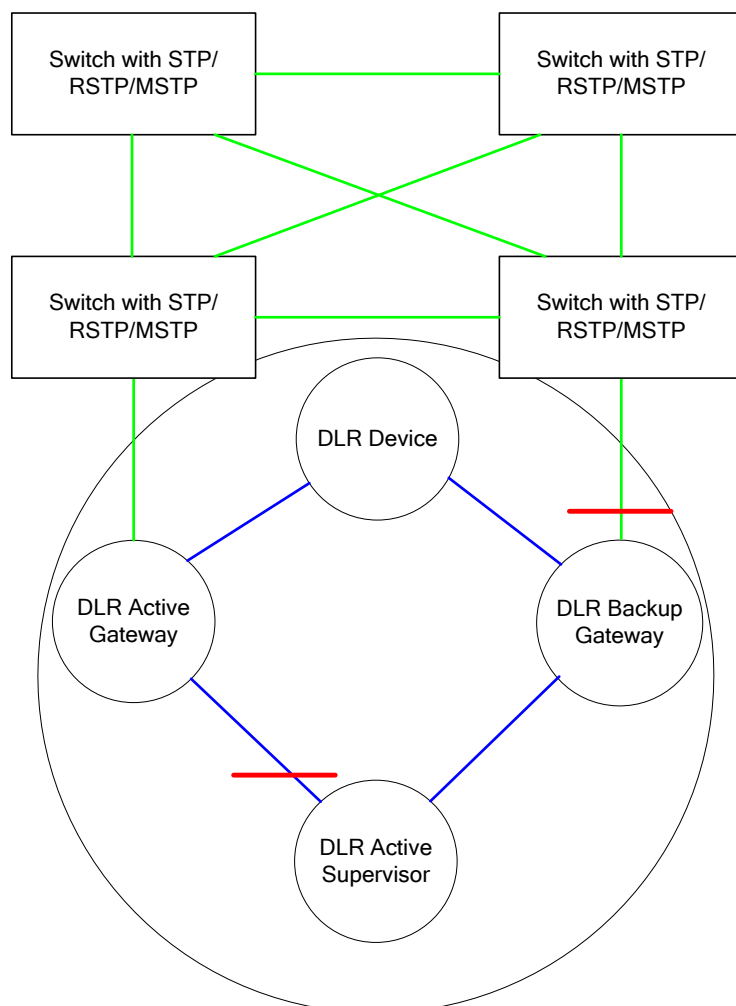 Switch with STP/
RSTP/MSTP
Switch with STP/
RSTP/MSTP
Switch with STP/
RSTP/MSTP
Switch with STP/
RSTP/MSTP
DLR Device
DLR Active
Gateway
DLR Backup
Gateway
DLR Active
Supervisor